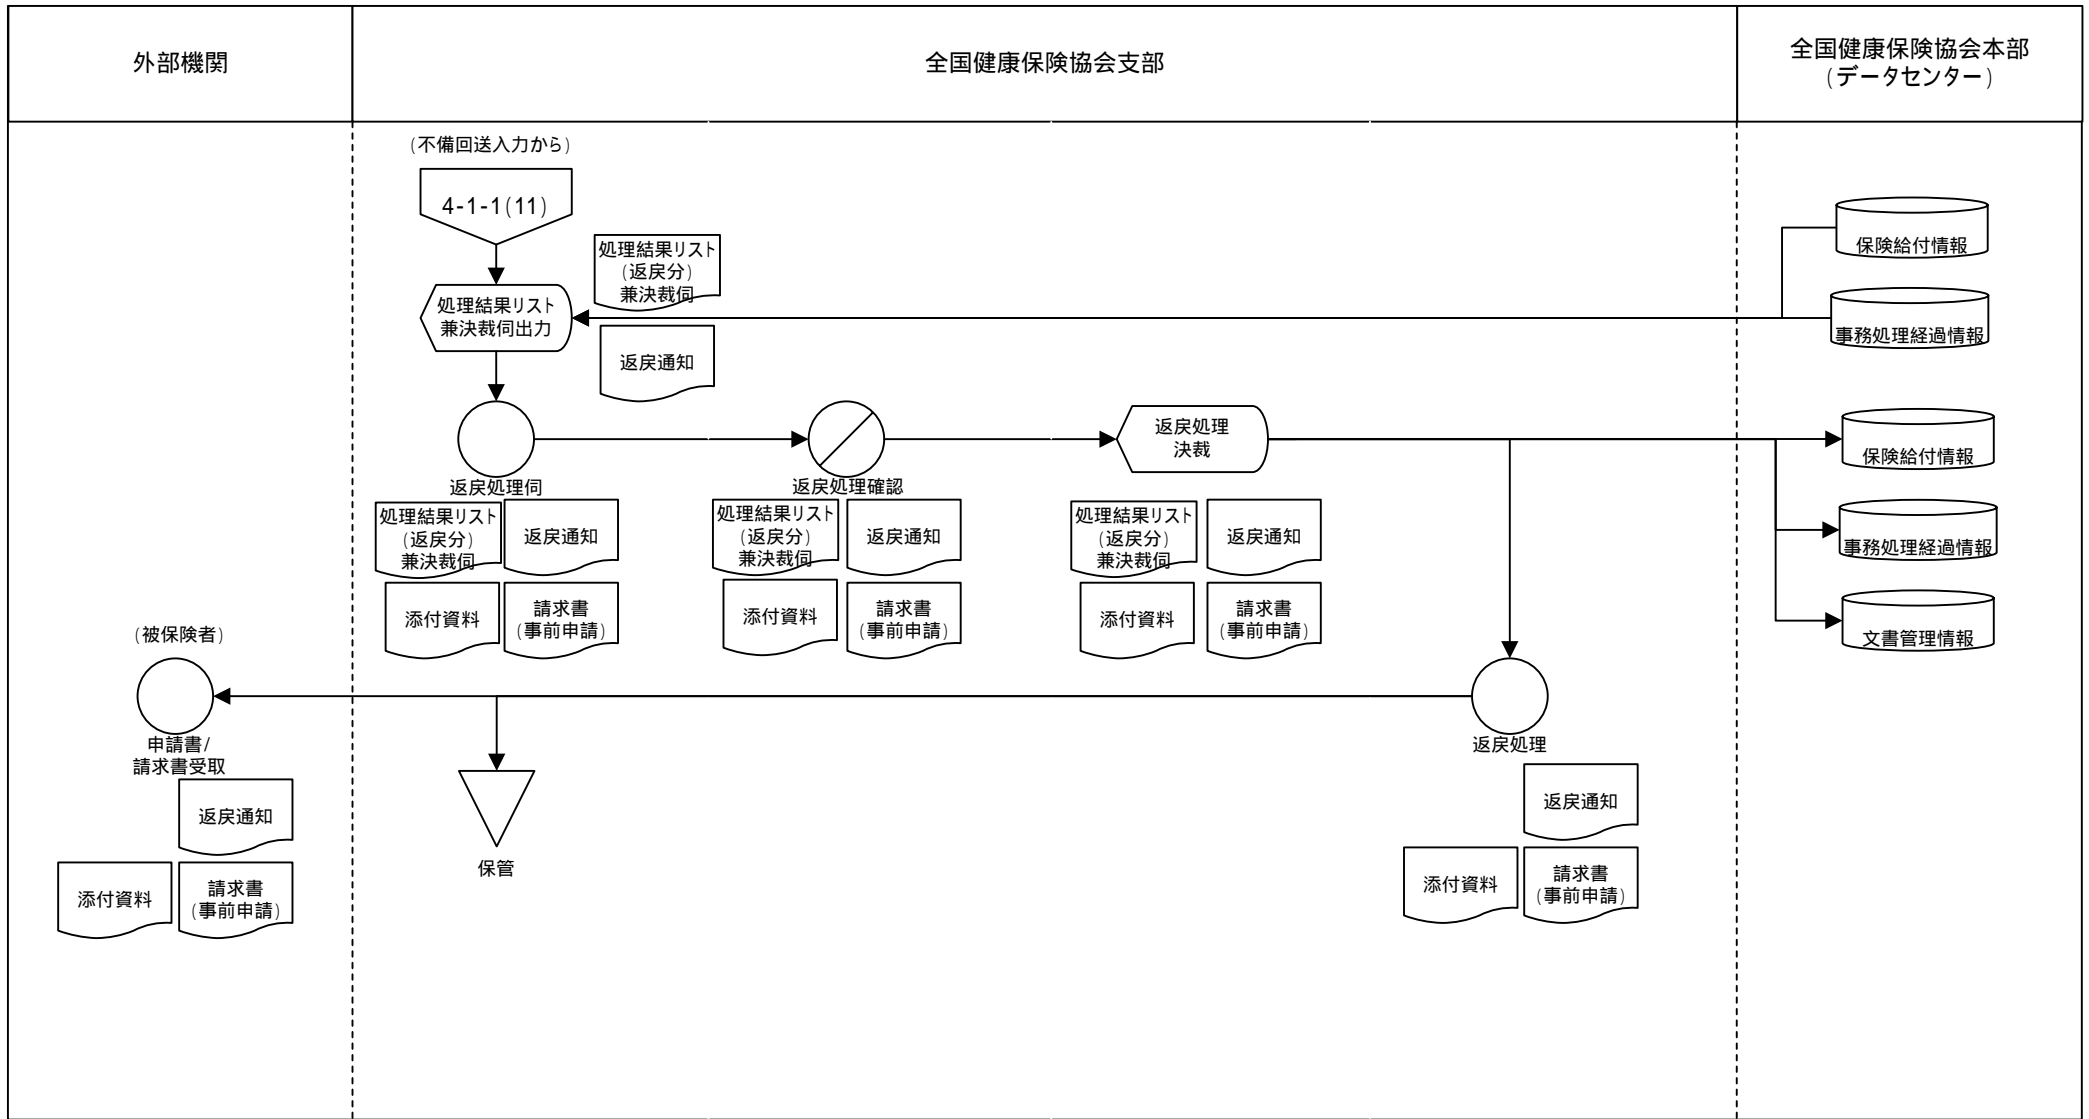 外部機関
全国健康保険協会支部
全国健康保険協会本部
(データセンター)
(不備回送入力から)
4-1-1(11)
処理結果リスト
(返戻分)
兼決裁伺
保険給付情報
処理結果リスト
兼決裁伺出力
事務処理経過情報
返戻通知
返戻処理伺
返戻処理確認
返戻処理
決裁
保険給付情報
処理結果リスト
(返戻分)
兼決裁伺
返戻通知
処理結果リスト
(返戻分)
兼決裁伺
返戻通知
処理結果リスト
(返戻分)
兼決裁伺
返戻通知
事務処理経過情報
添付資料
請求書
(事前申請)
添付資料
請求書
(事前申請)
添付資料
請求書
(事前申請)
文書管理情報
(被保険者)
申請書/
請求書受取
返戻処理
返戻通知
添付資料
請求書
(事前申請)
保管
返戻通知
添付資料
請求書
(事前申請)